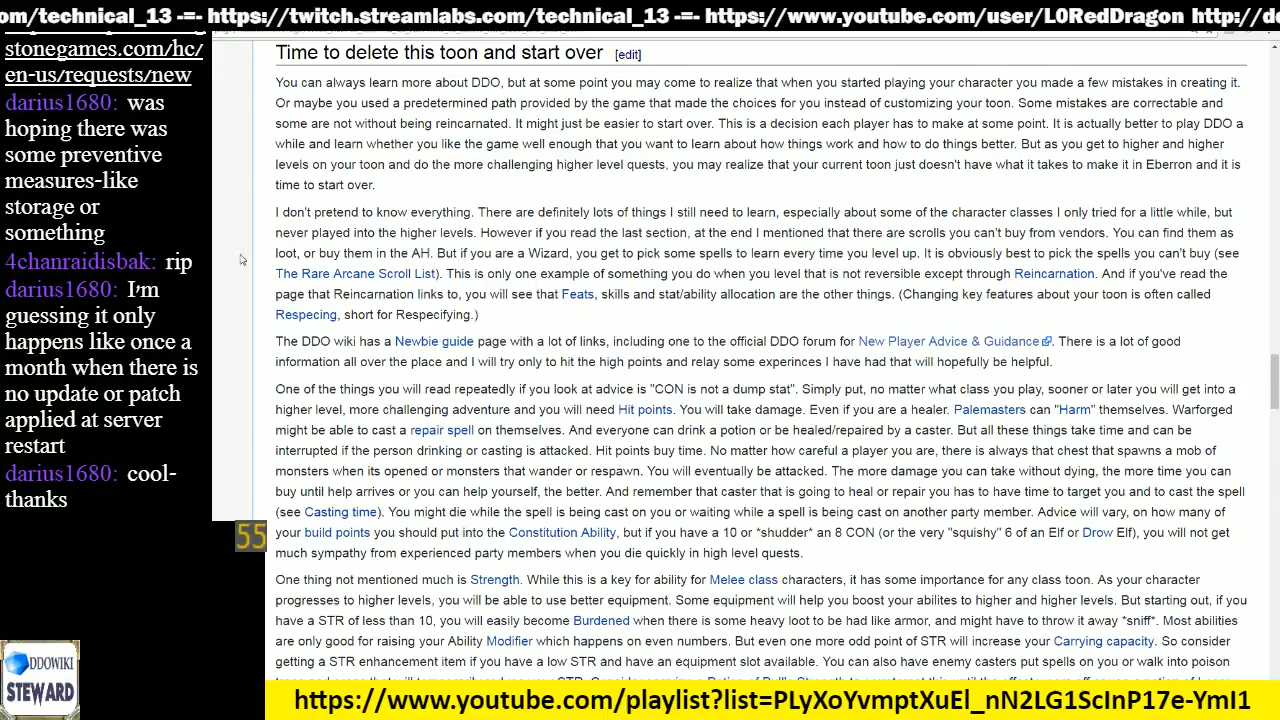 om/technical_13 -=- https://twitch.streamlabs.com/technical_13 -=- https://www.youtube.com/user/L0RedDragon http://d
stonegames.com/hc/
en-us/requests/new
darius1680: was
hoping there was
some preventive
measures-like
storage or
something
4chanraidisbak: rip
darius1680: I'm
guessing it only
happens like once a
month when there is
no update or patch
applied at server
restart
darius1680: cool-
thanks
55
DDOWIKI
STEWARD
Time to delete this toon and start over [edit]
You can always learn more about DDO, but at some point you may come to realize that when you started playing your character you made a few mistakes in creating it.
Or maybe you used a predetermined path provided by the game that made the choices for you instead of customizing your toon. Some mistakes are correctable and
some are not without being reincarnated. It might just be easier to start over. This is a decision each player has to make at some point. It is actually better to play DDO a
while and learn whether you like the game well enough that you want to learn about how things work and how to do things better. But as you get to higher and higher
levels on your toon and do the more challenging higher level quests, you may realize that your current toon just doesn't have what it takes to make it in Eberron and it is
time to start over.
I don't pretend to know everything. There are definitely lots of things I still need to learn, especially about some of the character classes I only tried for a little while, but
never played into the higher levels. However if you read the last section, at the end I mentioned that there are scrolls you can't buy from vendors. You can find them as
loot, or buy them in the AH. But if you are a Wizard, you get to pick some spells to learn every time you level up. It is obviously best to pick the spells you can't buy (see
The Rare Arcane Scroll List). This is only one example of something you do when you level that is not reversible except through Reincarnation. And if you've read the
page that Reincarnation links to, you will see that Feats, skills and stat/ability allocation are the other things. (Changing key features about your toon is often called
Respecing, short for Respecifying.)
The DDO wiki has a Newbie guide page with a lot of links, including one to the official DDO forum for New Player Advice & Guidance. There is a lot of good
information all over the place and I will try only to hit the high points and relay some experinces I have had that will hopefully be helpful.
One of the things you will read repeatedly if you look at advice is "CON is not a dump stat". Simply put, no matter what class you play, sooner or later you will get into a
higher level, more challenging adventure and you will need Hit points. You will take damage. Even if you are a healer. Palemasters can "Harm" themselves. Warforged
might be able to cast a repair spell on themselves. And everyone can drink a potion or be healed/repaired by a caster. But all these things take time and can be
interrupted if the person drinking or casting is attacked. Hit points buy time. No matter how careful a player you are, there is always that chest that spawns a mob of
monsters when its opened or monsters that wander or respawn. You will eventually be attacked. The more damage you can take without dying, the more time you can
buy until help arrives or you can help yourself, the better. And remember that caster that is going to heal or repair you has to have time to target you and to cast the spell
(see Casting time). You might die while the spell is being cast on you or waiting while a spell is being cast on another party member. Advice will vary, on how many of
your build points you should put into the Constitution Ability, but if you have a 10 or *shudder* an 8 CON (or the very "squishy" 6 of an Elf or Drow Elf), you will not get
much sympathy from experienced party members when you die quickly in high level quests.
One thing not mentioned much is Strength. While this is a key for ability for Melee class characters, it has some importance for any class toon. As your character
progresses to higher levels, you will be able to use better equipment. Some equipment will help you boost your abilites to higher and higher levels. But starting out, if you
have a STR of less than 10, you will easily become Burdened when there is some heavy loot to be had like armor, and might have to throw it away *sniff*. Most abilities
are only good for raising your Ability Modifier which happens on even numbers. But even one more odd point of STR will increase your Carrying capacity. So consider
getting a STR enhancement item if you have a low STR and have an equipment slot available. You can also have enemy casters put spells on you or walk into poison
https://www.youtube.com/playlist?list=PLyXoYvmptXuEl_nN2LG1ScInP17e-YmI1